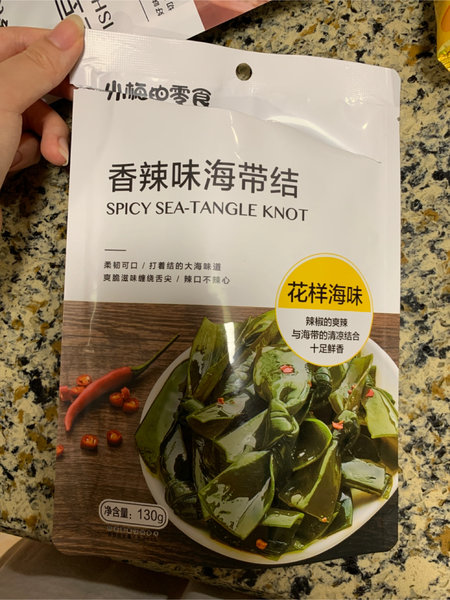 小梅的零食
香辣味海带结
SPICY SEA-TANGLE KNOT
柔韧可口 / 打着结的大海味道
爽脆滋味缠绕舌尖 / 辣口不辣心
花样海味
辣椒的爽辣
与海带的清凉结合
十足鲜香
净含量: 130g